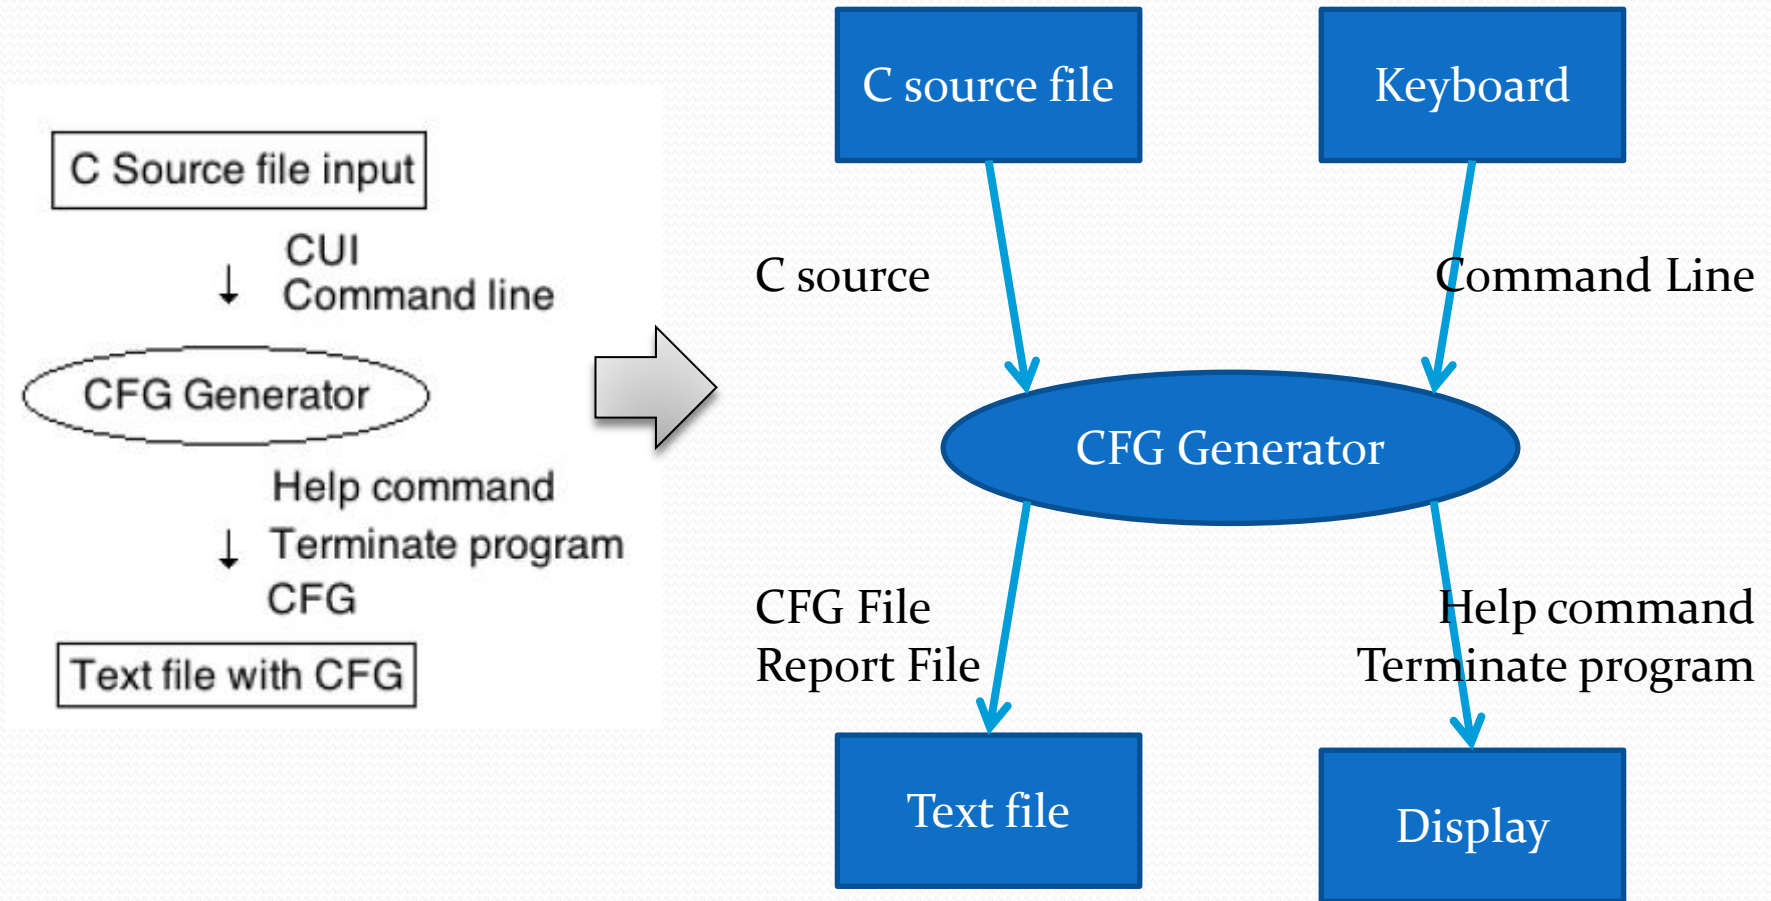 C Source file input
CUI
Command line
CFG Generator
Help command
Terminate program
CFG
Text file with CFG
C source file
Keyboard
C source
Command Line
CFG Generator
CFG File
Report File
Help command
Terminate program
Text file
Display